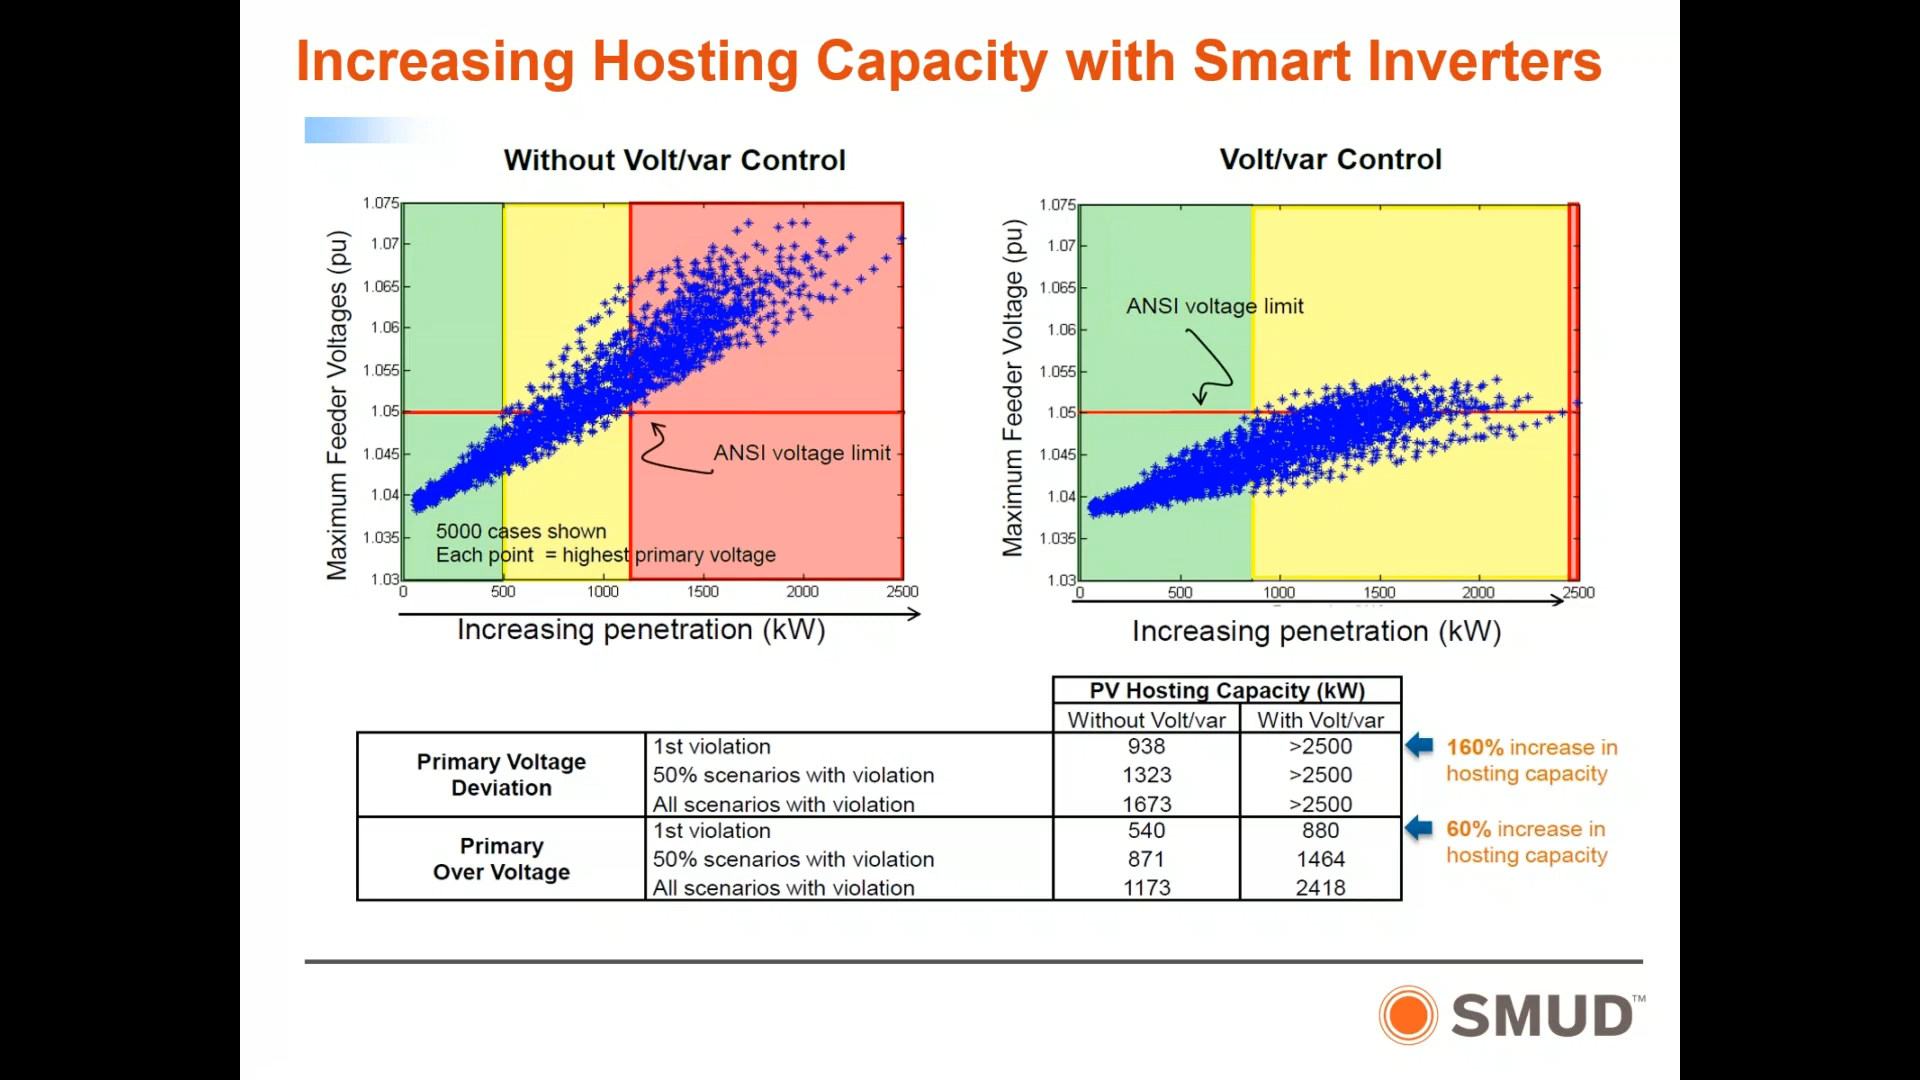 Increasing Hosting Capacity with Smart Inverters
Without Volt/var Control
Maximum Feeder Voltages (pu)
1.075
1.07
1.065
1.06
1.055
1.05
1.045
1.04
1.035
1.03
ANSI voltage limit
5000 cases shown
Each point = highest primary voltage
0 500 1000 1500 2000 2500
Increasing penetration (kW)
Volt/var Control
Maximum Feeder Voltage (pu)
1.075
1.07
1.065
1.06
1.055
1.05
1.045
1.04
1.035
1.03
ANSI voltage limit
0 500 1000 1500 2000 2500
Increasing penetration (kW)
PV Hosting Capacity (kW)
Without Volt/var With Volt/var
Primary Voltage
Deviation
1st violation 938 >2500
50% scenarios with violation 1323 >2500
All scenarios with violation 1673 >2500
160% increase in
hosting capacity
Primary
Over Voltage
1st violation 540 880
50% scenarios with violation 871 1464
All scenarios with violation 1173 2418
60% increase in
hosting capacity
SMUD™